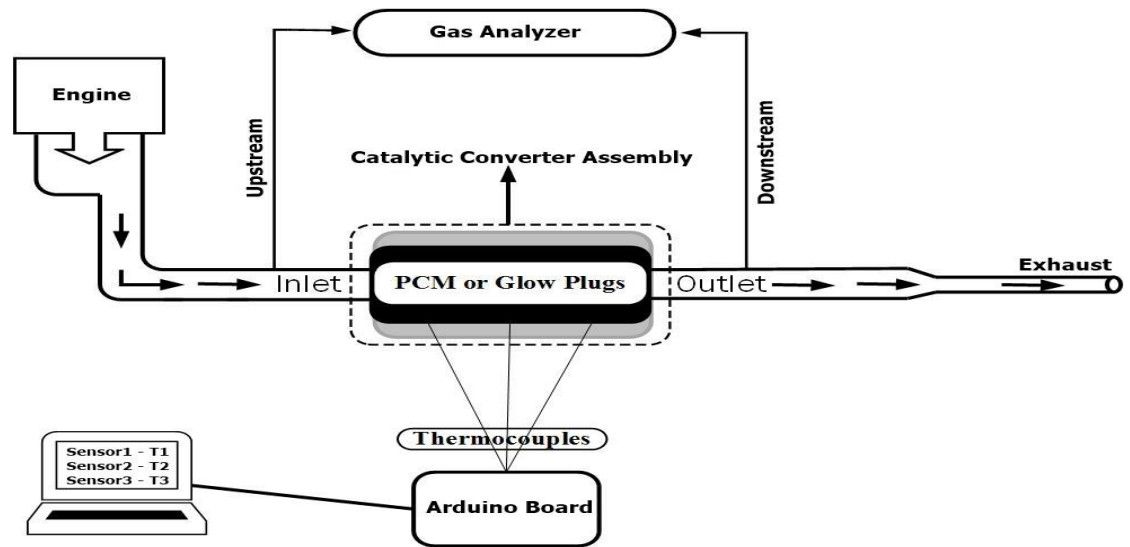 Gas Analyzer
Engine
Upstream
Downstream
Catalytic Converter Assembly
Inlet
PCM or Glow Plugs
Outlet
Exhaust
Thermocouples
Sensor1 - T1
Sensor2 - T2
Sensor3 - T3
Arduino Board